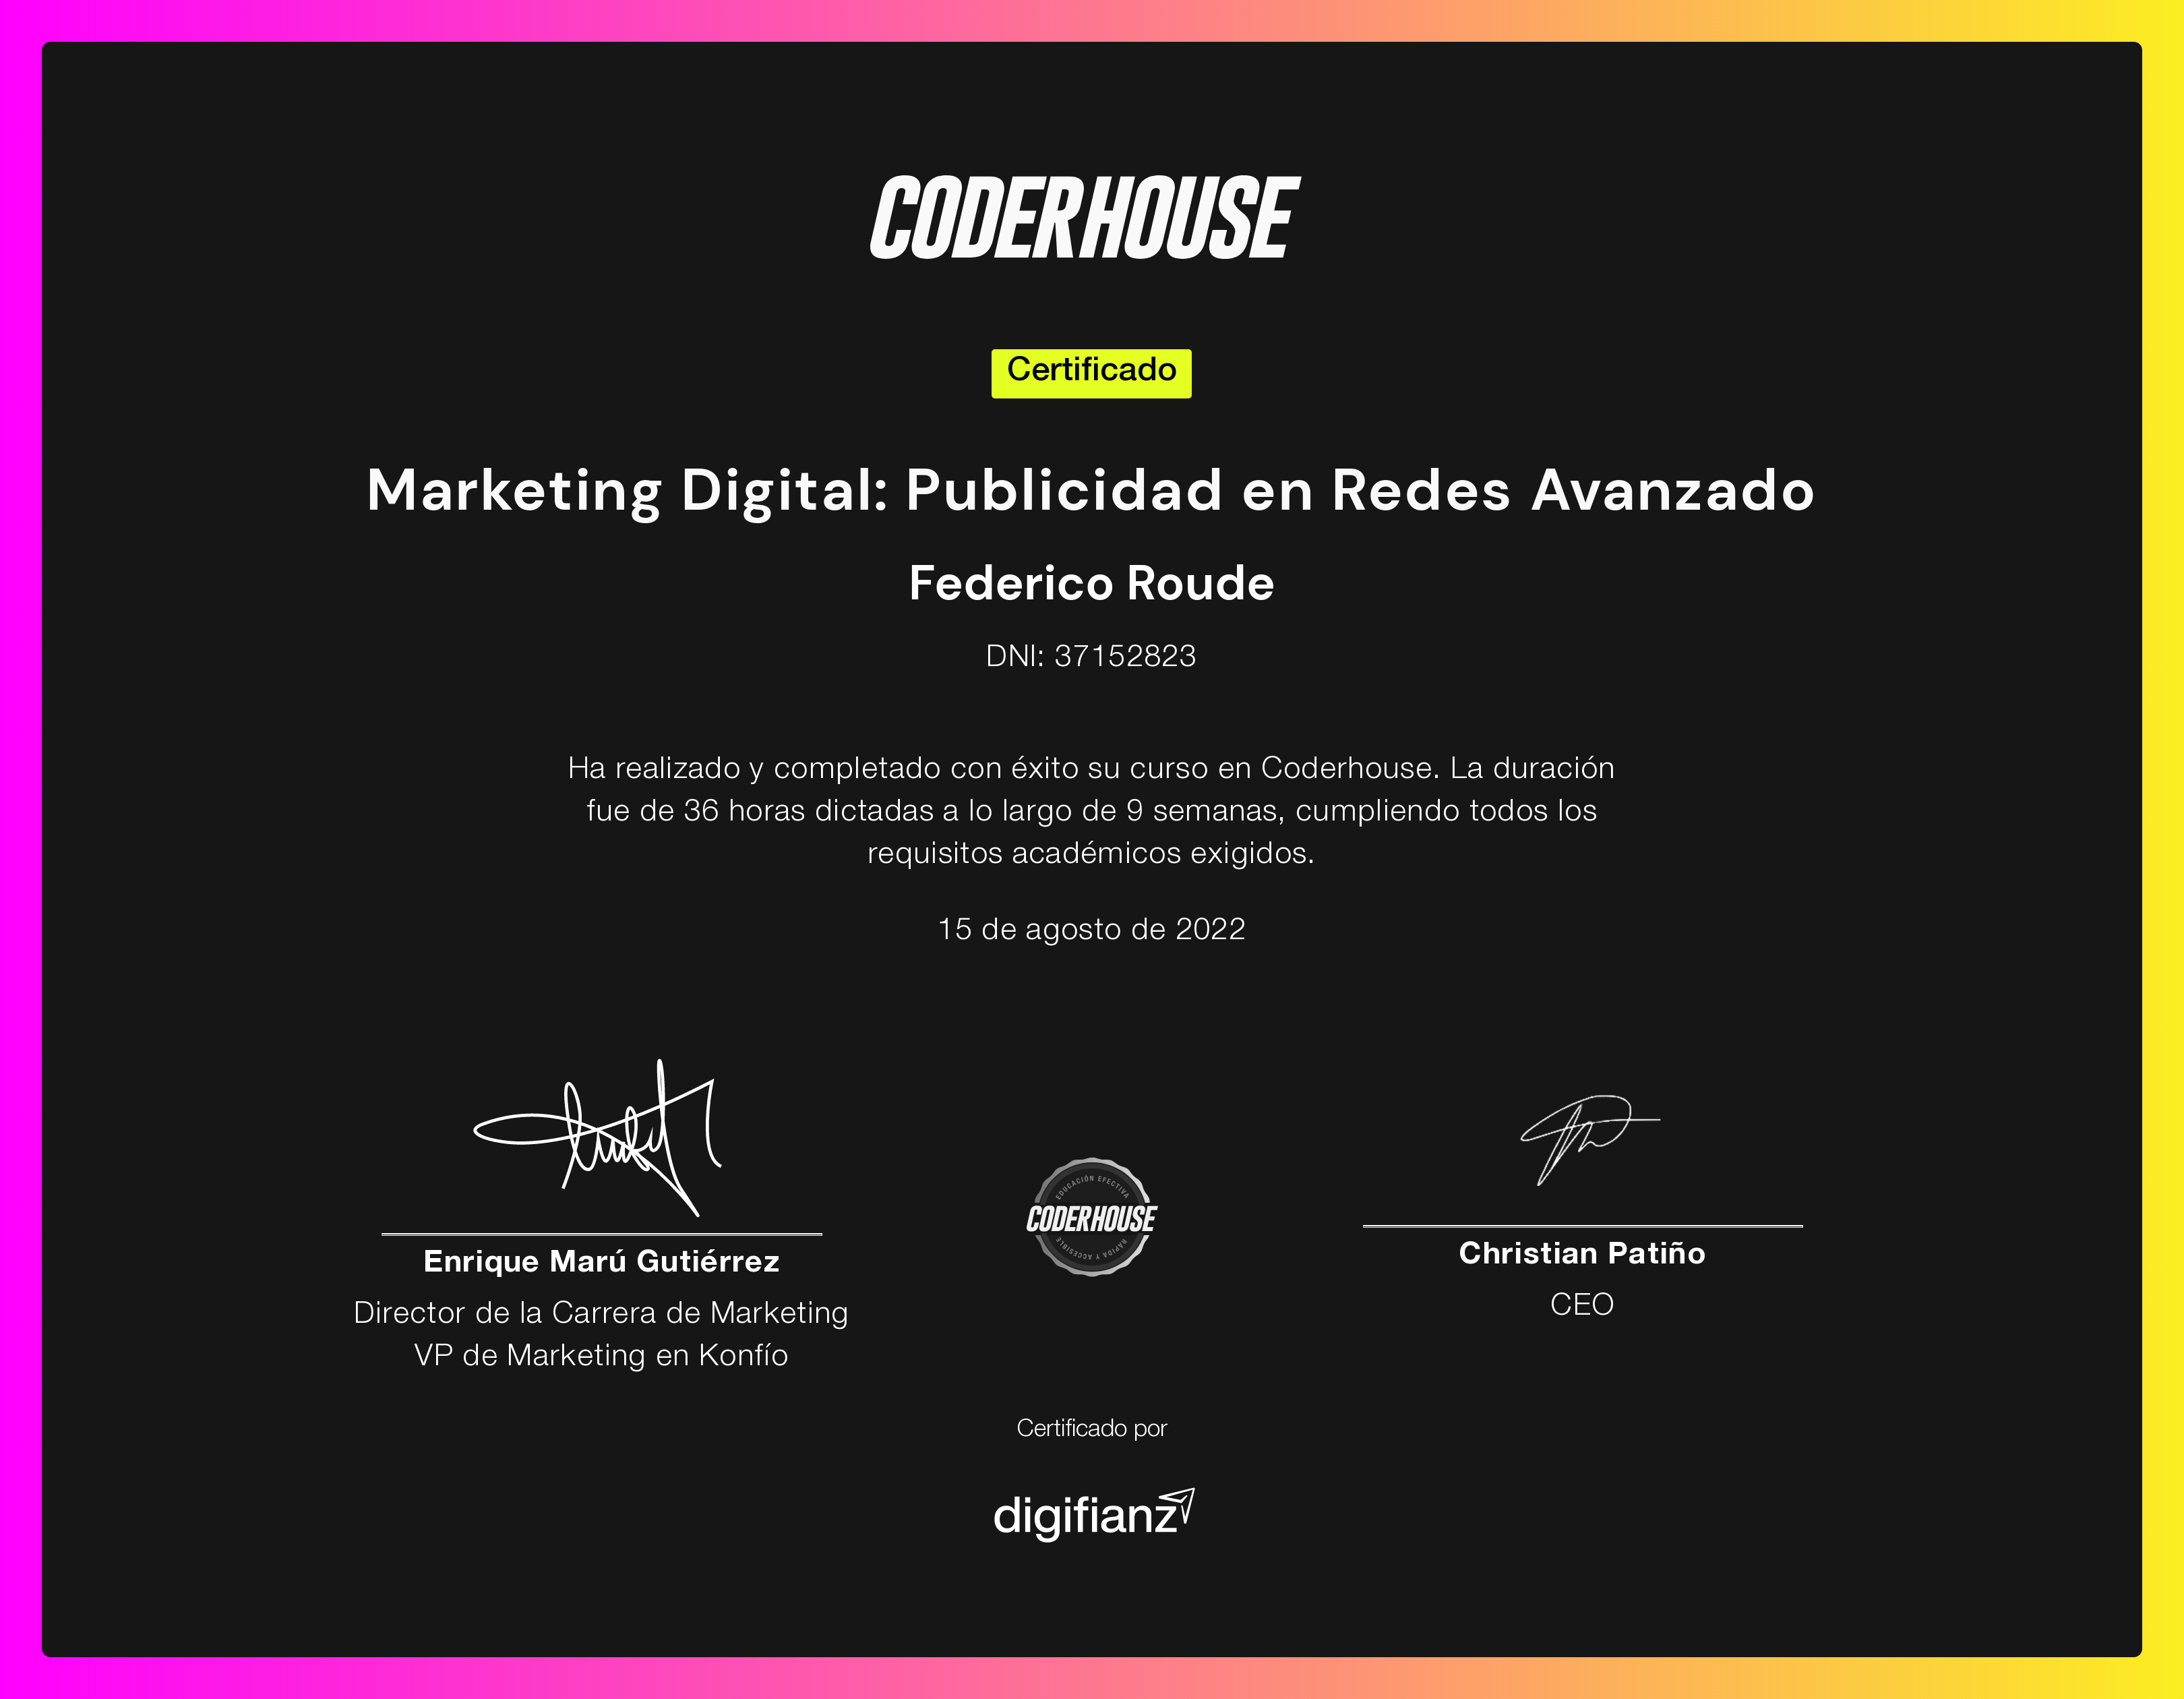 CODERHOUSE
Certificado
Marketing Digital: Publicidad en Redes Avanzado
Federico Roude
DNI: 37152823
Ha realizado y completado con éxito su curso en Coderhouse. La duración
fue de 36 horas dictadas a lo largo de 9 semanas, cumpliendo todos los
requisitos académicos exigidos.
15 de agosto de 2022
EDUCACIÓN EFECTIVA
CODERHOUSE
RÁPIDA Y ACCESIBLE
Enrique Marú Gutiérrez
Director de la Carrera de Marketing
VP de Marketing en Konfío
Christian Patiño
CEO
Certificado por
digifianz